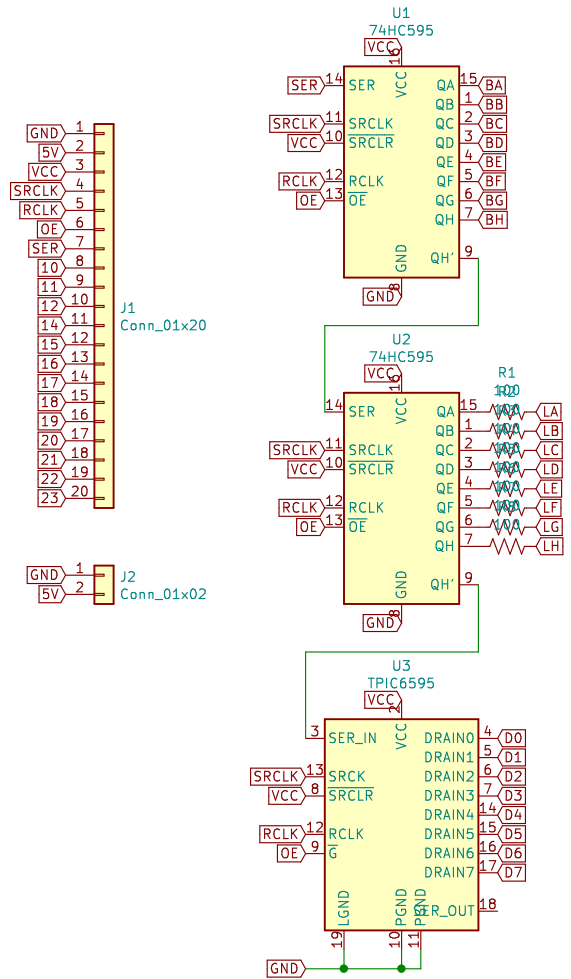 GND 1
5V 2
VCC 3
SRCLK 4
RCLK 5
OE 6
SER 7
10 8
11 9
12 10
14 11
15 12
16 13
17 14
18 15
19 16
20 17
21 18
22 19
23 20
J1
Conn_01x20
GND 1
5V 2
J2
Conn_01x02
U1
74HC595
VCC 16 VCC
SER 14 SER QA 15 BA
QB 1 BB
SRCLK 11 SRCLK QC 2 BC
VCC 10 SRCLR QD 3 BD
QE 4 BE
RCLK 12 RCLK QF 5 BF
OE 13 OE QG 6 BG
QH 7 BH
GND QH' 9
GND 8
U2
74HC595
VCC 16 VCC
R1
100
14 SER QA 15 LA
QB 1 LB
SRCLK 11 SRCLK QC 2 LC
VCC 10 SRCLR QD 3 LD
QE 4 LE
RCLK 12 RCLK QF 5 LF
OE 13 OE QG 6 LG
100
QH 7 LH
GND QH' 9
GND 8
U3
TPIC6595
VCC 2 VCC
3 SER_IN DRAIN0 4 D0
DRAIN1 5 D1
SRCLK 13 SRCK DRAIN2 6 D2
VCC 8 SRCLR DRAIN3 7 D3
DRAIN4 14 D4
RCLK 12 RCLK DRAIN5 15 D5
OE 9 G DRAIN6 16 D6
DRAIN7 17 D7
LGND PGND PGND SER_OUT 18
19 10 11
GND